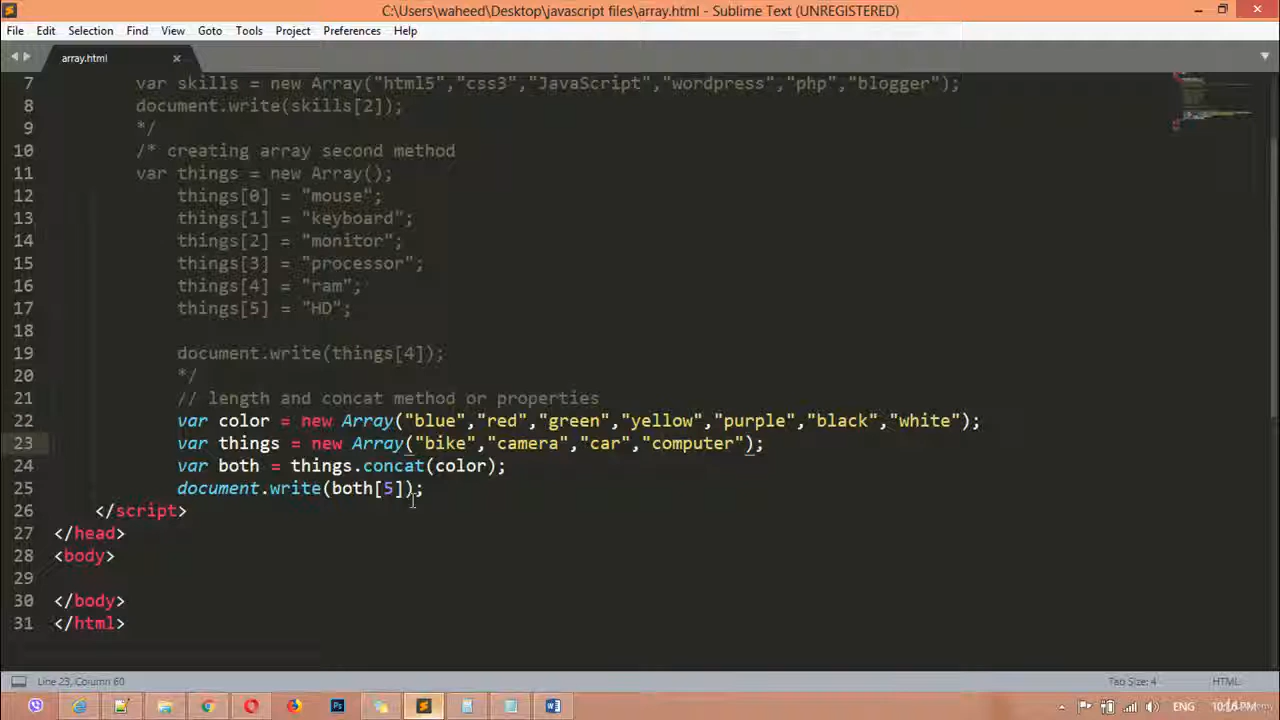 C:\Users\waheed\Desktop\javascript files\array.html - Sublime Text (UNREGISTERED)
File Edit Selection Find View Goto Tools Project Preferences Help
array.html
7 var skills = new Array("html5","css3","JavaScript","wordpress","php","blogger");
8 document.write(skills[2]);
9 */
10 /* creating array second method
11 var things = new Array();
12 things[0] = "mouse";
13 things[1] = "keyboard";
14 things[2] = "monitor";
15 things[3] = "processor";
16 things[4] = "ram";
17 things[5] = "HD";
18
19 document.write(things[4]);
20 */
21 // length and concat method or properties
22 var color = new Array("blue","red","green","yellow","purple","black","white");
23 var things = new Array("bike","camera","car","computer");
24 var both = things.concat(color);
25 document.write(both[5]);
26 </script>
27 </head>
28 <body>
29
30 </body>
31 </html>
Line 23, Column 60 Tab Size: 4 HTML
Ps W ENG